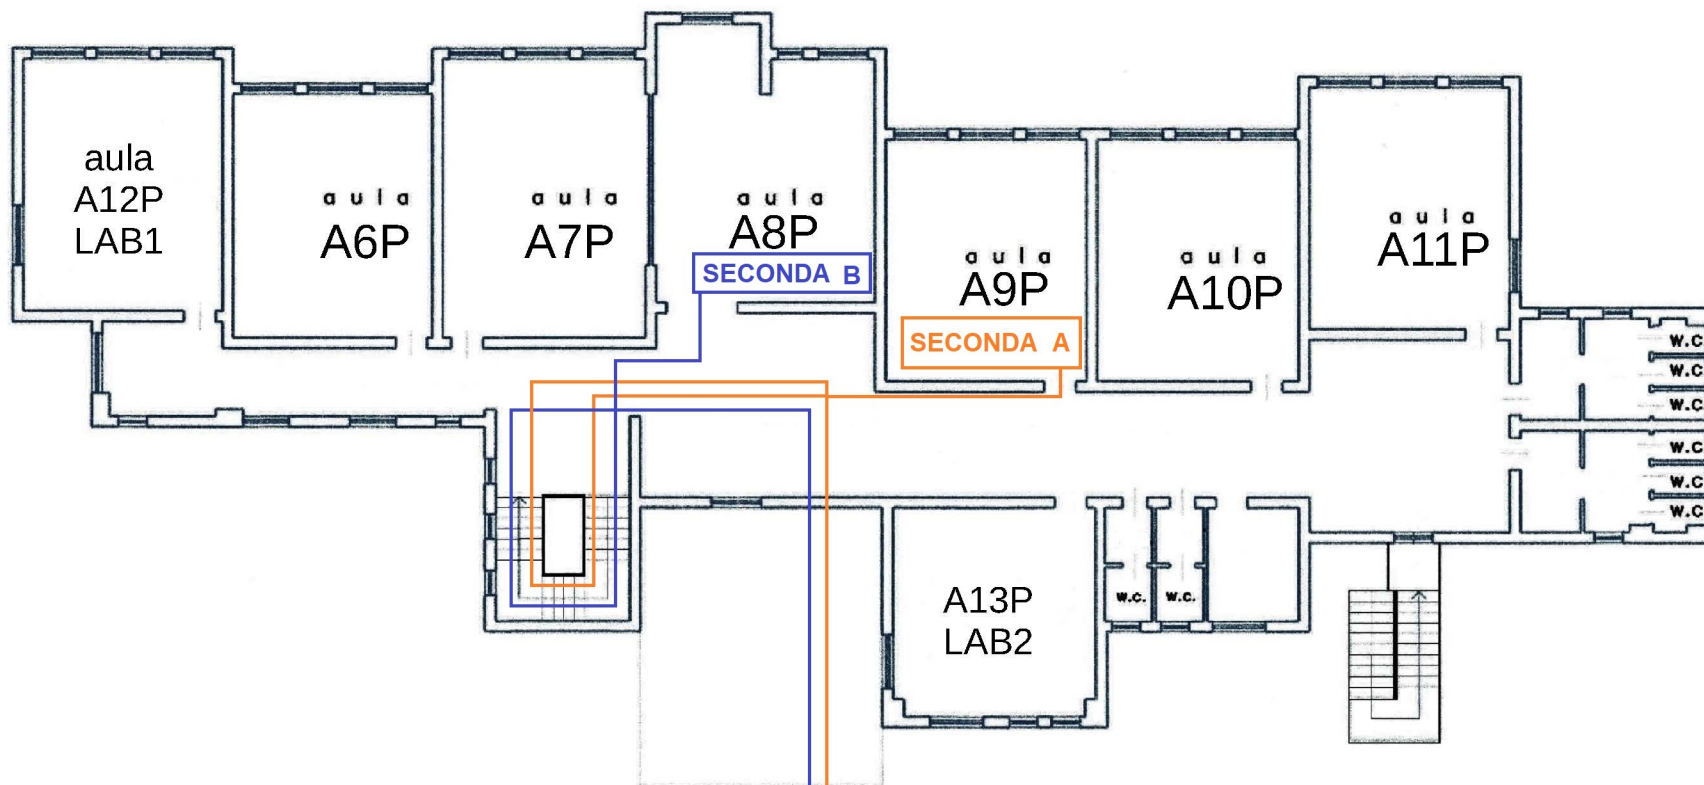 aula
A12P
LAB1
aula
A6P
aula
A7P
aula
A8P
SECONDA B
aula
A9P
SECONDA A
aula
A10P
aula
A11P
w.c.
w.c.
w.c.
w.c.
w.c.
w.c.
A13P
LAB2
w.c.
w.c.